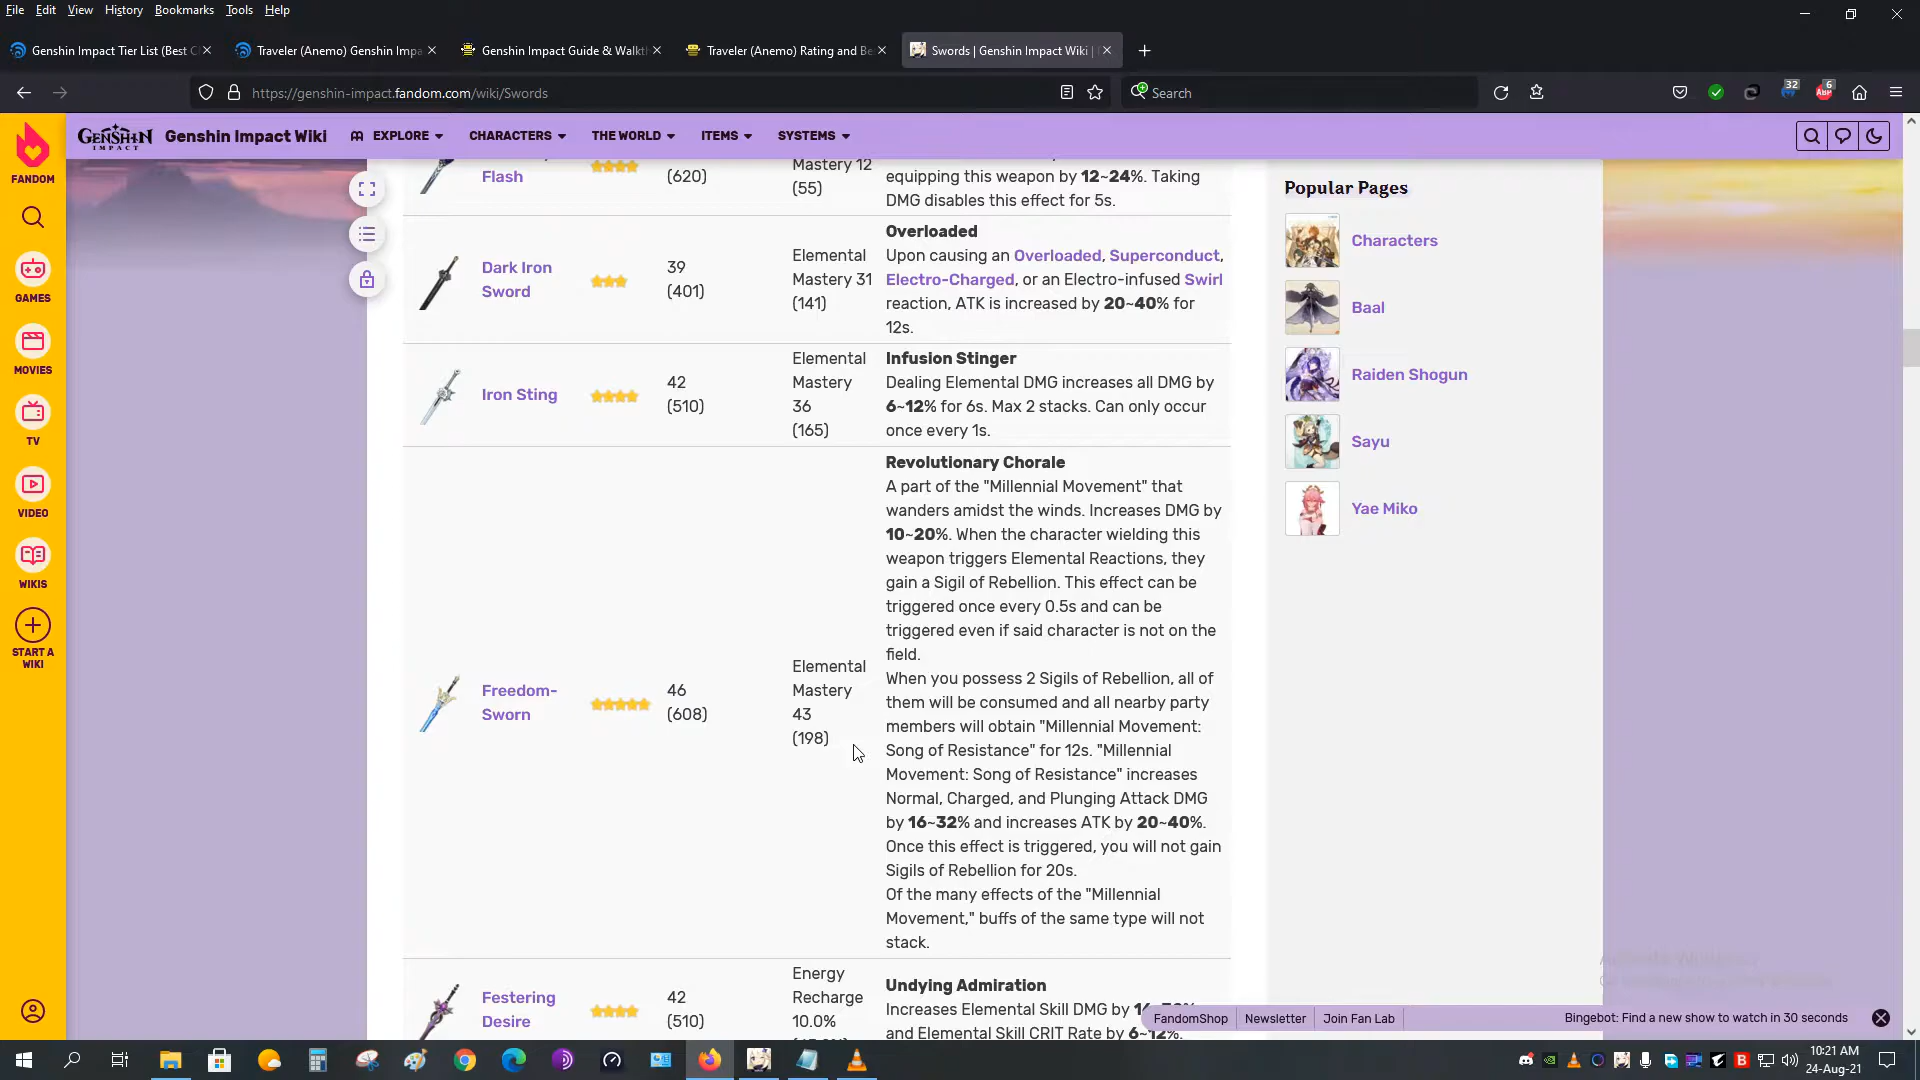 File Edit View History Bookmarks Tools Help
Genshin Impact Tier List (Best C
Traveler (Anemo) Genshin Impa
Genshin Impact Guide & Walkth
Traveler (Anemo) Rating and Be
Swords | Genshin Impact Wiki |
https://genshin-impact.fandom.com/wiki/Swords
Search
32
6
ABP
GENSHIN IMPACT
Genshin Impact Wiki
EXPLORE
CHARACTERS
THE WORLD
ITEMS
SYSTEMS
FANDOM
GAMES
MOVIES
TV
VIDEO
WIKIS
START A
WIKI
Flash
(620)
Mastery 12
(55)
equipping this weapon by 12~24%. Taking
DMG disables this effect for 5s.
Dark Iron
Sword
39
(401)
Elemental
Mastery 31
(141)
Overloaded
Upon causing an Overloaded, Superconduct,
Electro-Charged, or an Electro-infused Swirl
reaction, ATK is increased by 20~40% for
12s.
Iron Sting
42
(510)
Elemental
Mastery
36
(165)
Infusion Stinger
Dealing Elemental DMG increases all DMG by
6~12% for 6s. Max 2 stacks. Can only occur
once every 1s.
Freedom-
Sworn
46
(608)
Elemental
Mastery
43
(198)
Revolutionary Chorale
A part of the "Millennial Movement" that
wanders amidst the winds. Increases DMG by
10~20%. When the character wielding this
weapon triggers Elemental Reactions, they
gain a Sigil of Rebellion. This effect can be
triggered once every 0.5s and can be
triggered even if said character is not on the
field.
When you possess 2 Sigils of Rebellion, all of
them will be consumed and all nearby party
members will obtain "Millennial Movement:
Song of Resistance" for 12s. "Millennial
Movement: Song of Resistance" increases
Normal, Charged, and Plunging Attack DMG
by 16~32% and increases ATK by 20~40%.
Once this effect is triggered, you will not gain
Sigils of Rebellion for 20s.
Of the many effects of the "Millennial
Movement," buffs of the same type will not
stack.
Festering
Desire
42
(510)
Energy
Recharge
10.0%
Undying Admiration
Increases Elemental Skill DMG by
and Elemental Skill CRIT Rate by 6~12%.
Popular Pages
Characters
Baal
Raiden Shogun
Sayu
Yae Miko
FandomShop
Newsletter
Join Fan Lab
Bingebot: Find a new show to watch in 30 seconds
10:21 AM
24-Aug-21